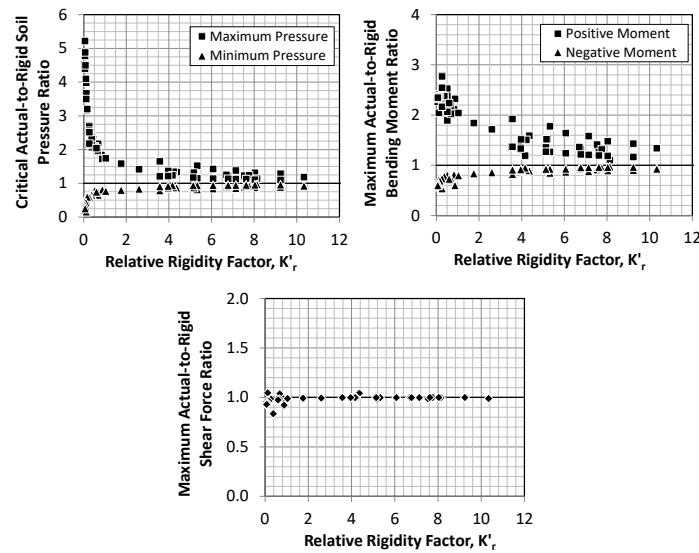 Critical Actual-to-Rigid Soil
Pressure Ratio
6
5
4
3
2
1
0
Maximum Pressure
Minimum Pressure
0 2 4 6 8 10 12
Relative Rigidity Factor, K'r
Maximum Actual-to-Rigid
Bending Moment Ratio
4
3
2
1
0
Positive Moment
Negative Moment
0 2 4 6 8 10 12
Relative Rigidity Factor, K'r
Maximum Actual-to-Rigid
Shear Force Ratio
2.0
1.5
1.0
0.5
0.0
0 2 4 6 8 10 12
Relative Rigidity Factor, K'r